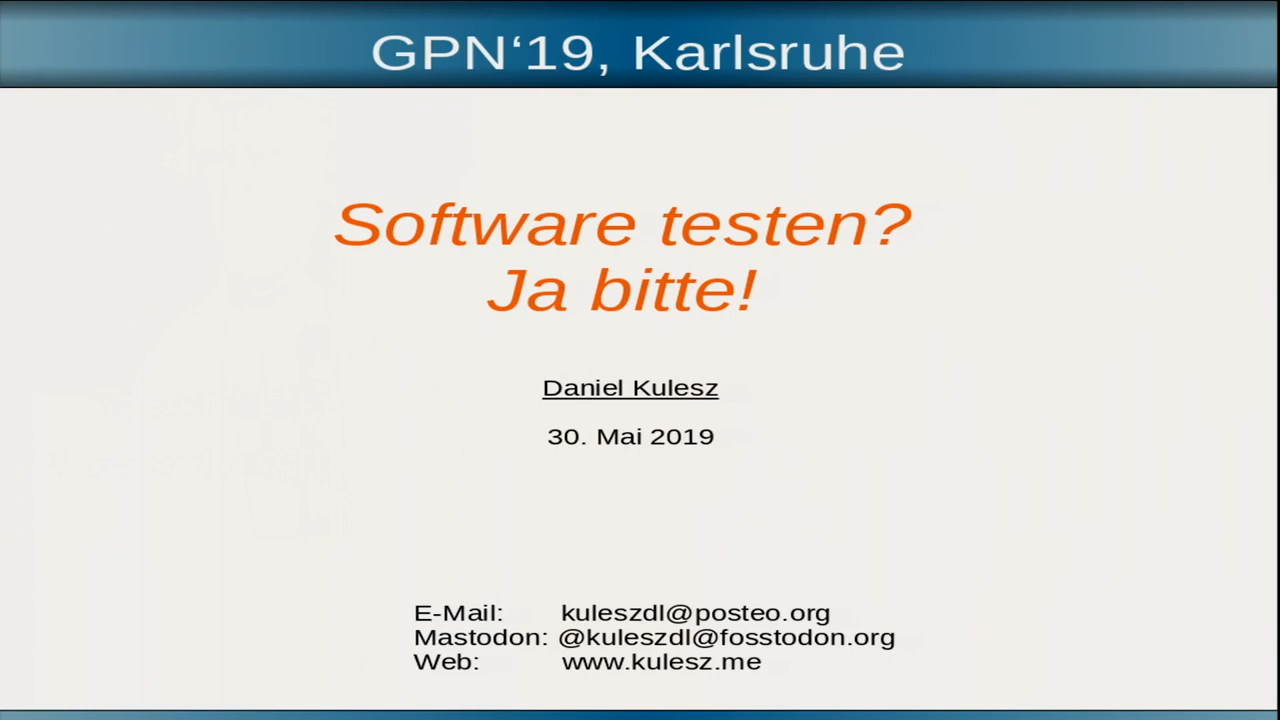 GPN‘19, Karlsruhe
Software testen?
Ja bitte!
Daniel Kulesz
30. Mai 2019
E-Mail: kuleszdl@posteo.org
Mastodon: @kuleszdl@fosstodon.org
Web: www.kulesz.me